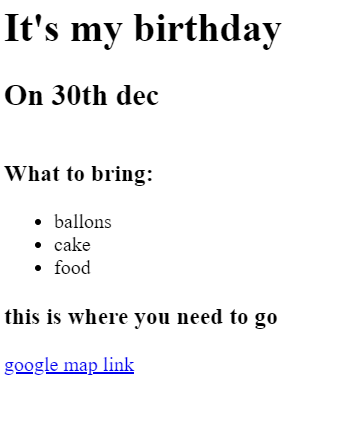 It's my birthday
On 30th dec
What to bring:
ballons
cake
food
this is where you need to go
google map link